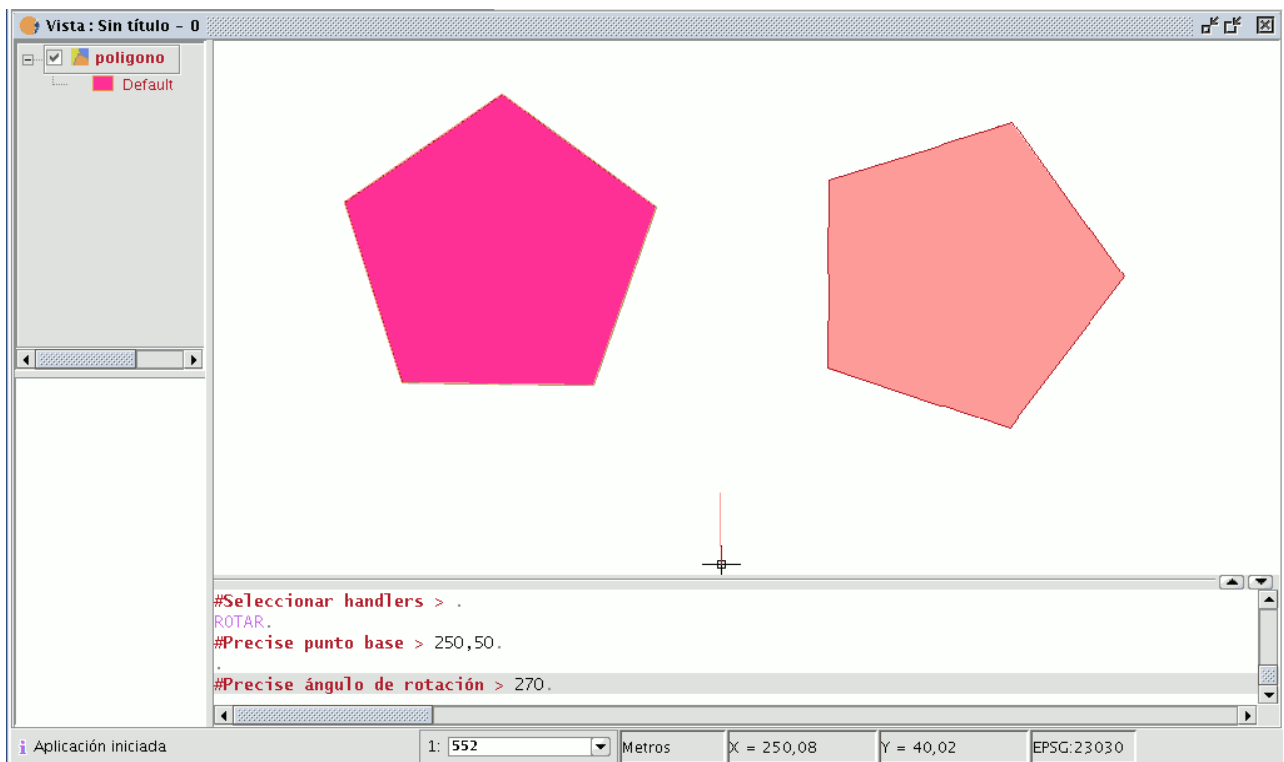 Vista : Sin título - 0
poligono
Default
#Seleccionar handlers > .
ROTAR.
#Precise punto base > 250,50.
.
#Precise ángulo de rotación > 270.
Aplicación iniciada
1: 552
Metros
X = 250,08
Y = 40,02
EPSG:23030